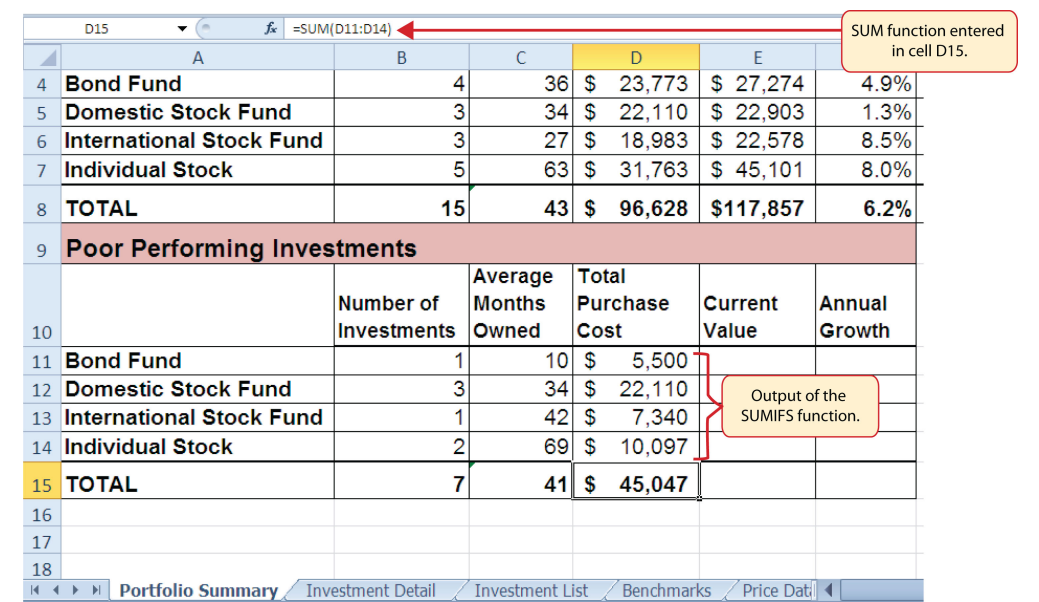 D15 fx =SUM(D11:D14)
SUM function entered
in cell D15.
A B C D E
4 Bond Fund 4 36 $ 23,773 $ 27,274 4.9%
5 Domestic Stock Fund 3 34 $ 22,110 $ 22,903 1.3%
6 International Stock Fund 3 27 $ 18,983 $ 22,578 8.5%
7 Individual Stock 5 63 $ 31,763 $ 45,101 8.0%
8 TOTAL 15 43 $ 96,628 $117,857 6.2%
9 Poor Performing Investments
Average Total
Number of Months Purchase Current Annual
10 Investments Owned Cost Value Growth
11 Bond Fund 1 10 $ 5,500
12 Domestic Stock Fund 3 34 $ 22,110
13 International Stock Fund 1 42 $ 7,340
14 Individual Stock 2 69 $ 10,097
Output of the
SUMIFS function.
15 TOTAL 7 41 $ 45,047
16
17
18
Portfolio Summary Investment Detail Investment List Benchmarks Price Data